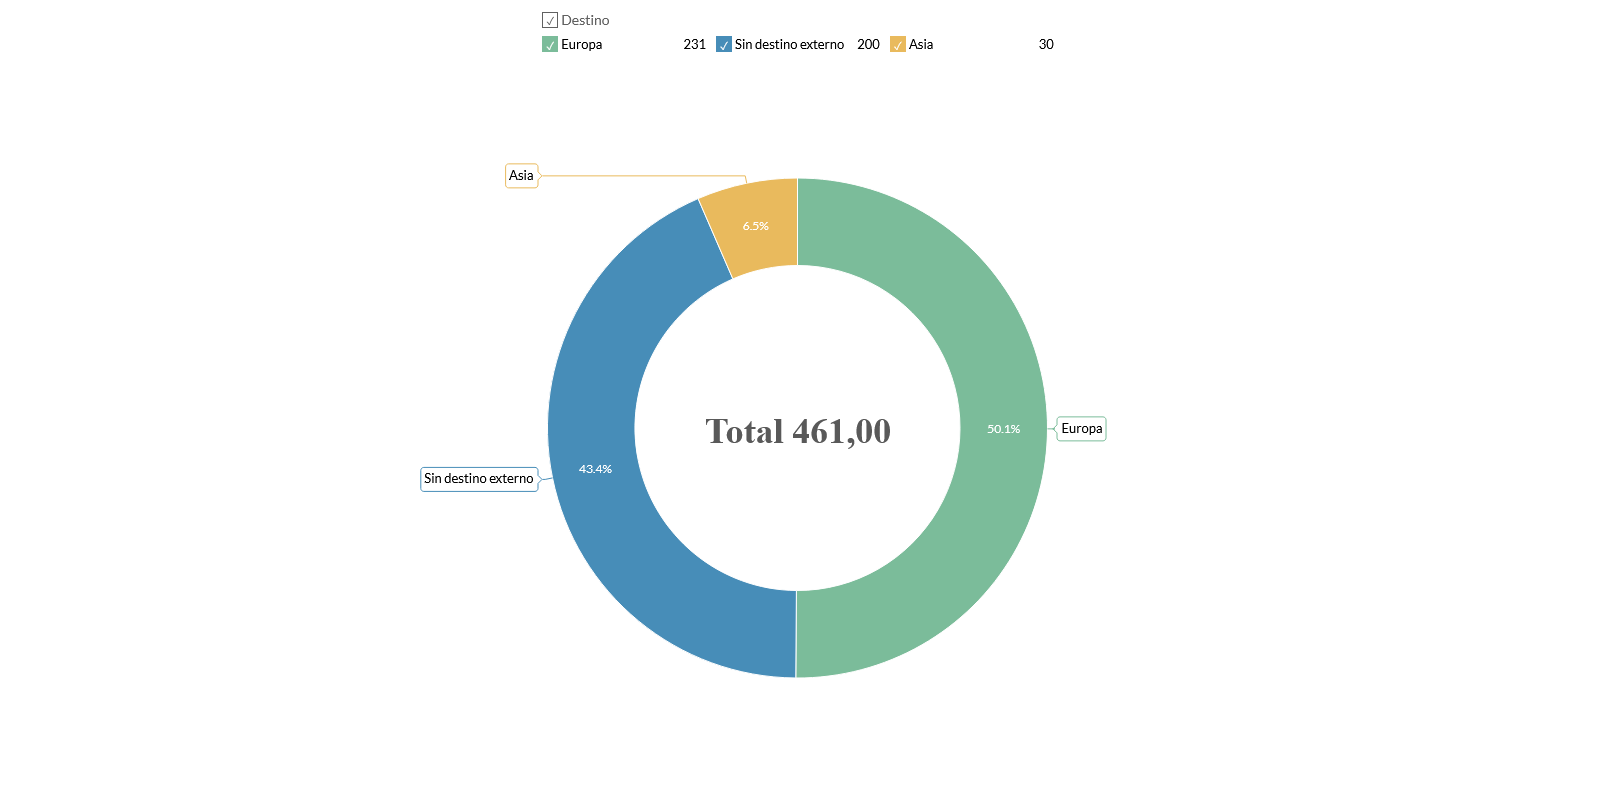 Destino
Europa 231 Sin destino externo 200 Asia 30
Asia
6.5%
Total 461,00
50.1%
Europa
43.4%
Sin destino externo